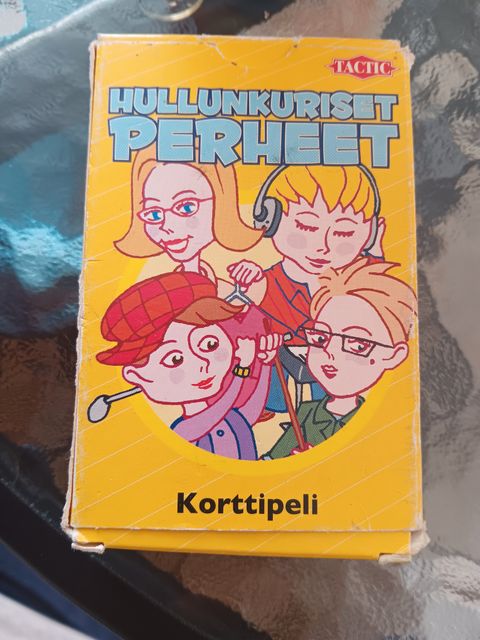 TACTIC
HULLUNKURISET
PERHEET
Korttipeli